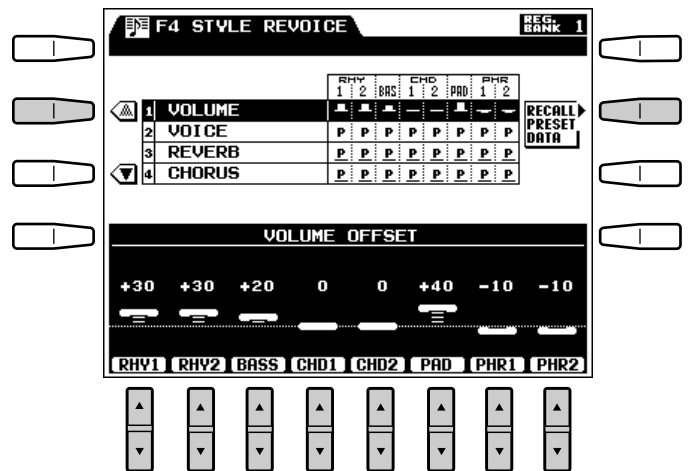 F4 STYLE REVOICE
REG. BANK 1
RHY CHD PHR
1 2 BAS 1 2 PAD 1 2
1 VOLUME
2 VOICE P P P P P P P P
3 REVERB P P P P P P P P
4 CHORUS P P P P P P P P
RECALL
PRESET
DATA
VOLUME OFFSET
+30 +30 +20 0 0 +40 -10 -10
RHY1 RHY2 BASS CHD1 CHD2 PAD PHR1 PHR2